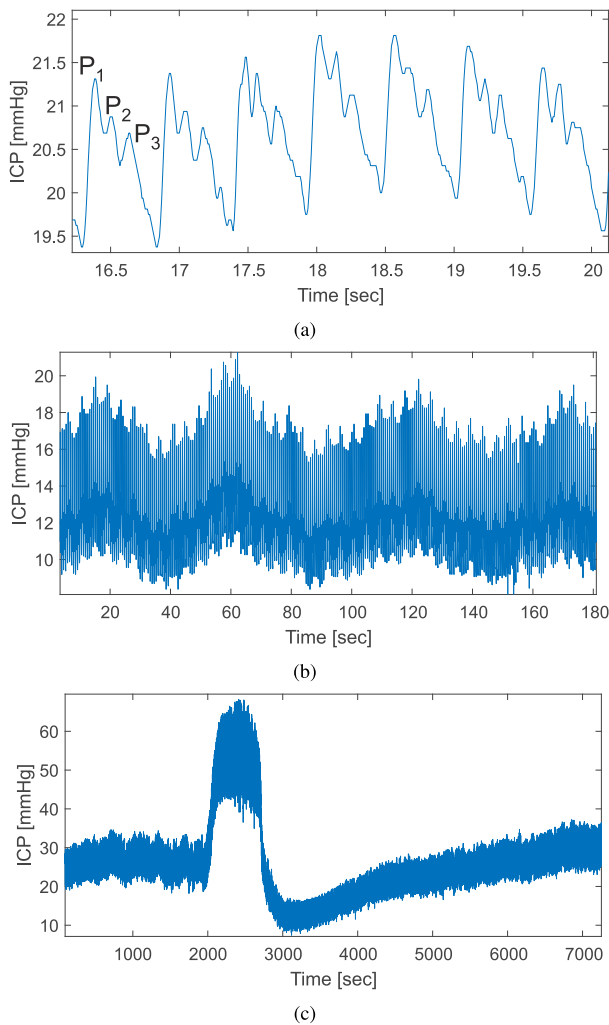 22
21.5
21
20.5
20
19.5
ICP [mmHg]
P1
P2
P3
16.5 17 17.5 18 18.5 19 19.5 20
Time [sec]
(a)
20
18
16
14
12
10
ICP [mmHg]
20 40 60 80 100 120 140 160 180
Time [sec]
(b)
60
50
40
30
20
10
ICP [mmHg]
1000 2000 3000 4000 5000 6000 7000
Time [sec]
(c)